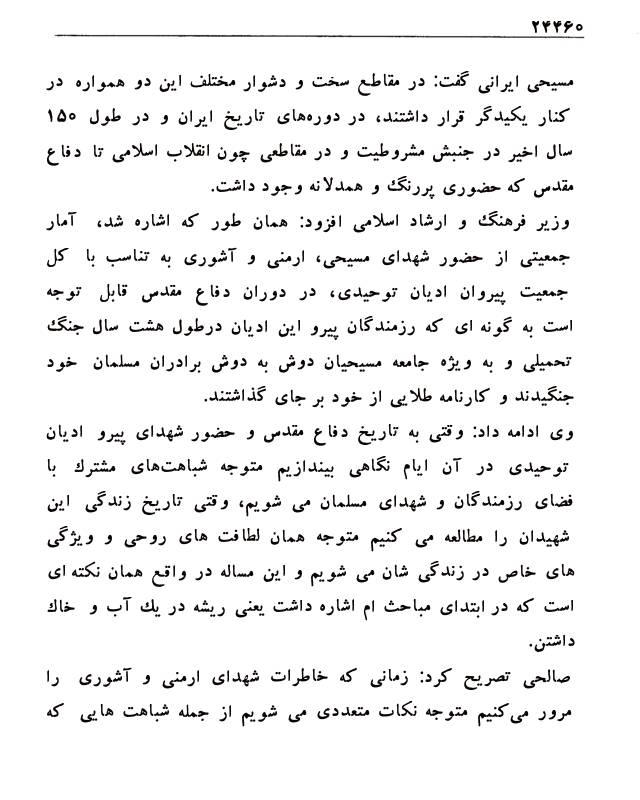 ۲۴۴۶۰
مسیحی ایرانی گفت: در مقاطع سخت و دشوار مختلف این دو همواره در
کنار یکیدگر قرار داشتند، در دوره‌های تاریخ ایران و در طول ۱۵۰
سال اخیر در جنبش مشروطیت و در مقاطعی چون انقلاب اسلامی تا دفاع
مقدس که حضوری پررنگ و همدلانه وجود داشت.
وزیر فرهنگ و ارشاد اسلامی افزود: همان طور که اشاره شد، آمار
جمعیتی از حضور شهدای مسیحی، ارمنی و آشوری به تناسب با کل
جمعیت پیروان ادیان توحیدی، در دوران دفاع مقدس قابل توجه
است به گونه ای که رزمندگان پیرو این ادیان درطول هشت سال جنگ
تحمیلی و به ویژه جامعه مسیحیان دوش به دوش برادران مسلمان خود
جنگیدند و کارنامه طلایی از خود بر جای گذاشتند.
وی ادامه داد: وقتی به تاریخ دفاع مقدس و حضور شهدای پیرو ادیان
توحیدی در آن ایام نگاهی بیندازیم متوجه شباهت‌های مشترك با
فضای رزمندگان و شهدای مسلمان می شویم، وقتی تاریخ زندگی این
شهیدان را مطالعه می کنیم متوجه همان لطافت های روحی و ویژگی
های خاص در زندگی شان می شویم و این مساله در واقع همان نکته ای
است که در ابتدای مباحث ام اشاره داشت یعنی ریشه در یك آب و خاك
داشتن.
صالحی تصریح کرد: زمانی که خاطرات شهدای ارمنی و آشوری را
مرور می‌کنیم متوجه نکات متعددی می شویم از جمله شباهت هایی که